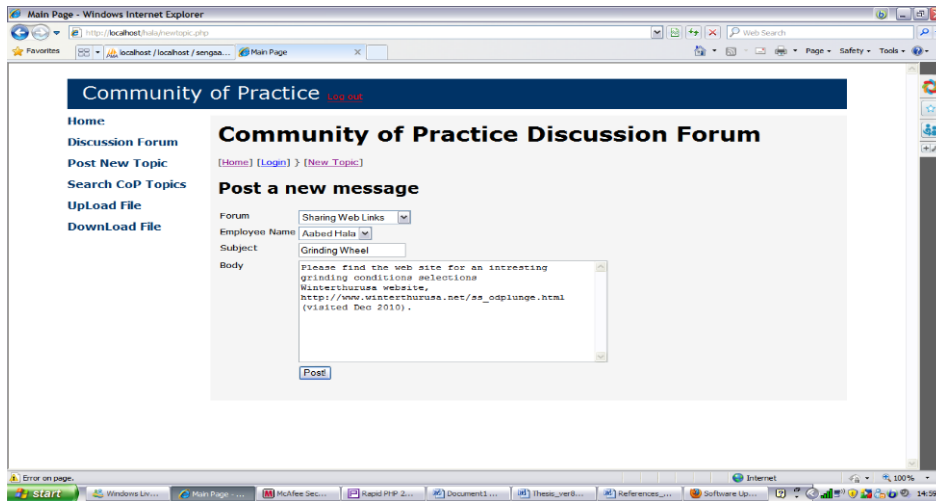 Main Page - Windows Internet Explorer
http://localhost/hala/newtopic.php
Web Search
Favorites
localhost / localhost / sengaa...
Main Page
Page
Safety
Tools
Community of Practice Log out
Home
Discussion Forum
Post New Topic
Search CoP Topics
UpLoad File
DownLoad File
Community of Practice Discussion Forum
[Home] [Login] } [New Topic]
Post a new message
Forum
Sharing Web Links
Employee Name
Aabed Hala
Subject
Grinding Wheel
Body
Please find the web site for an intresting
grinding conditions selections
Winterthurusa website,
http://www.winterthurusa.net/ss_odplunge.html
(visited Dec 2010).
Post!
Error on page.
Internet
100%
start
Windows Liv...
Main Page - ...
McAfee Sec...
Rapid PHP 2...
Document1 ...
Thesis_ver8...
References_...
Software Up...